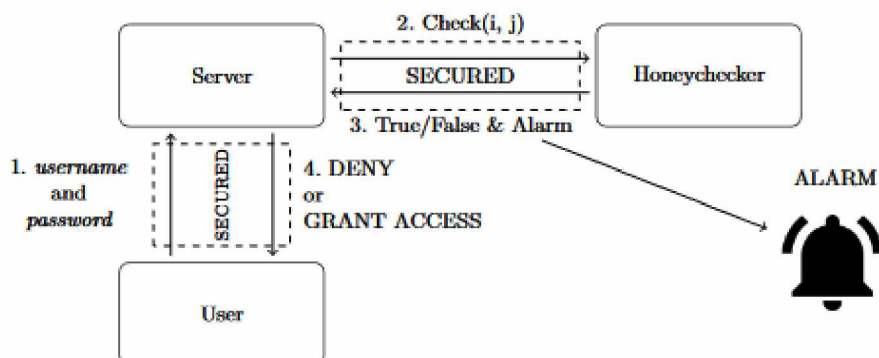 2. Check(i, j)
Server
SECURED
Honeychecker
3. True/False & Alarm
1. username
and
password
SECURED
4. DENY
or
GRANT ACCESS
ALARM
User